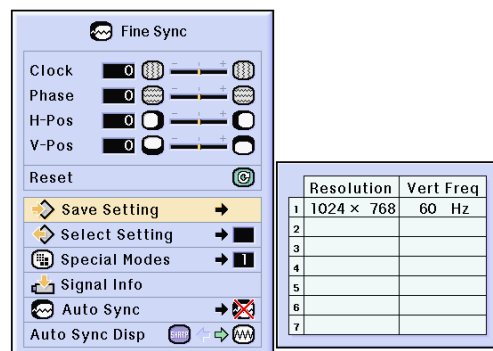 Fine Sync
Clock 0 - +
Phase 0 - +
H-Pos 0 - +
V-Pos 0 - +
Reset
Save Setting
Select Setting
Special Modes 1
Signal Info
Auto Sync
Auto Sync Disp SHARP
Resolution Vert Freq
1 1024 × 768 60 Hz
2
3
4
5
6
7